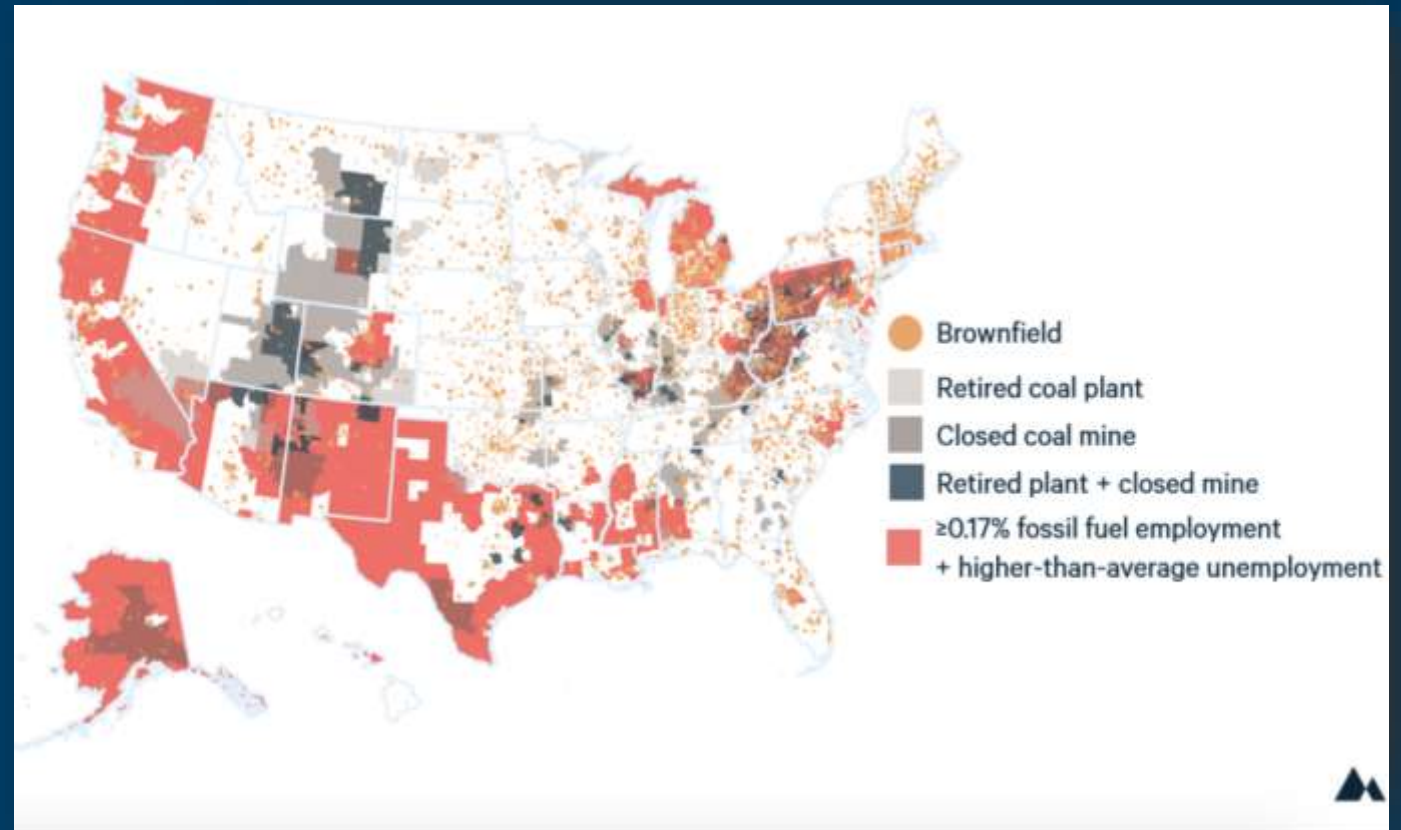 Brownfield
Retired coal plant
Closed coal mine
Retired plant + closed mine
≥0.17% fossil fuel employment
+ higher-than-average unemployment